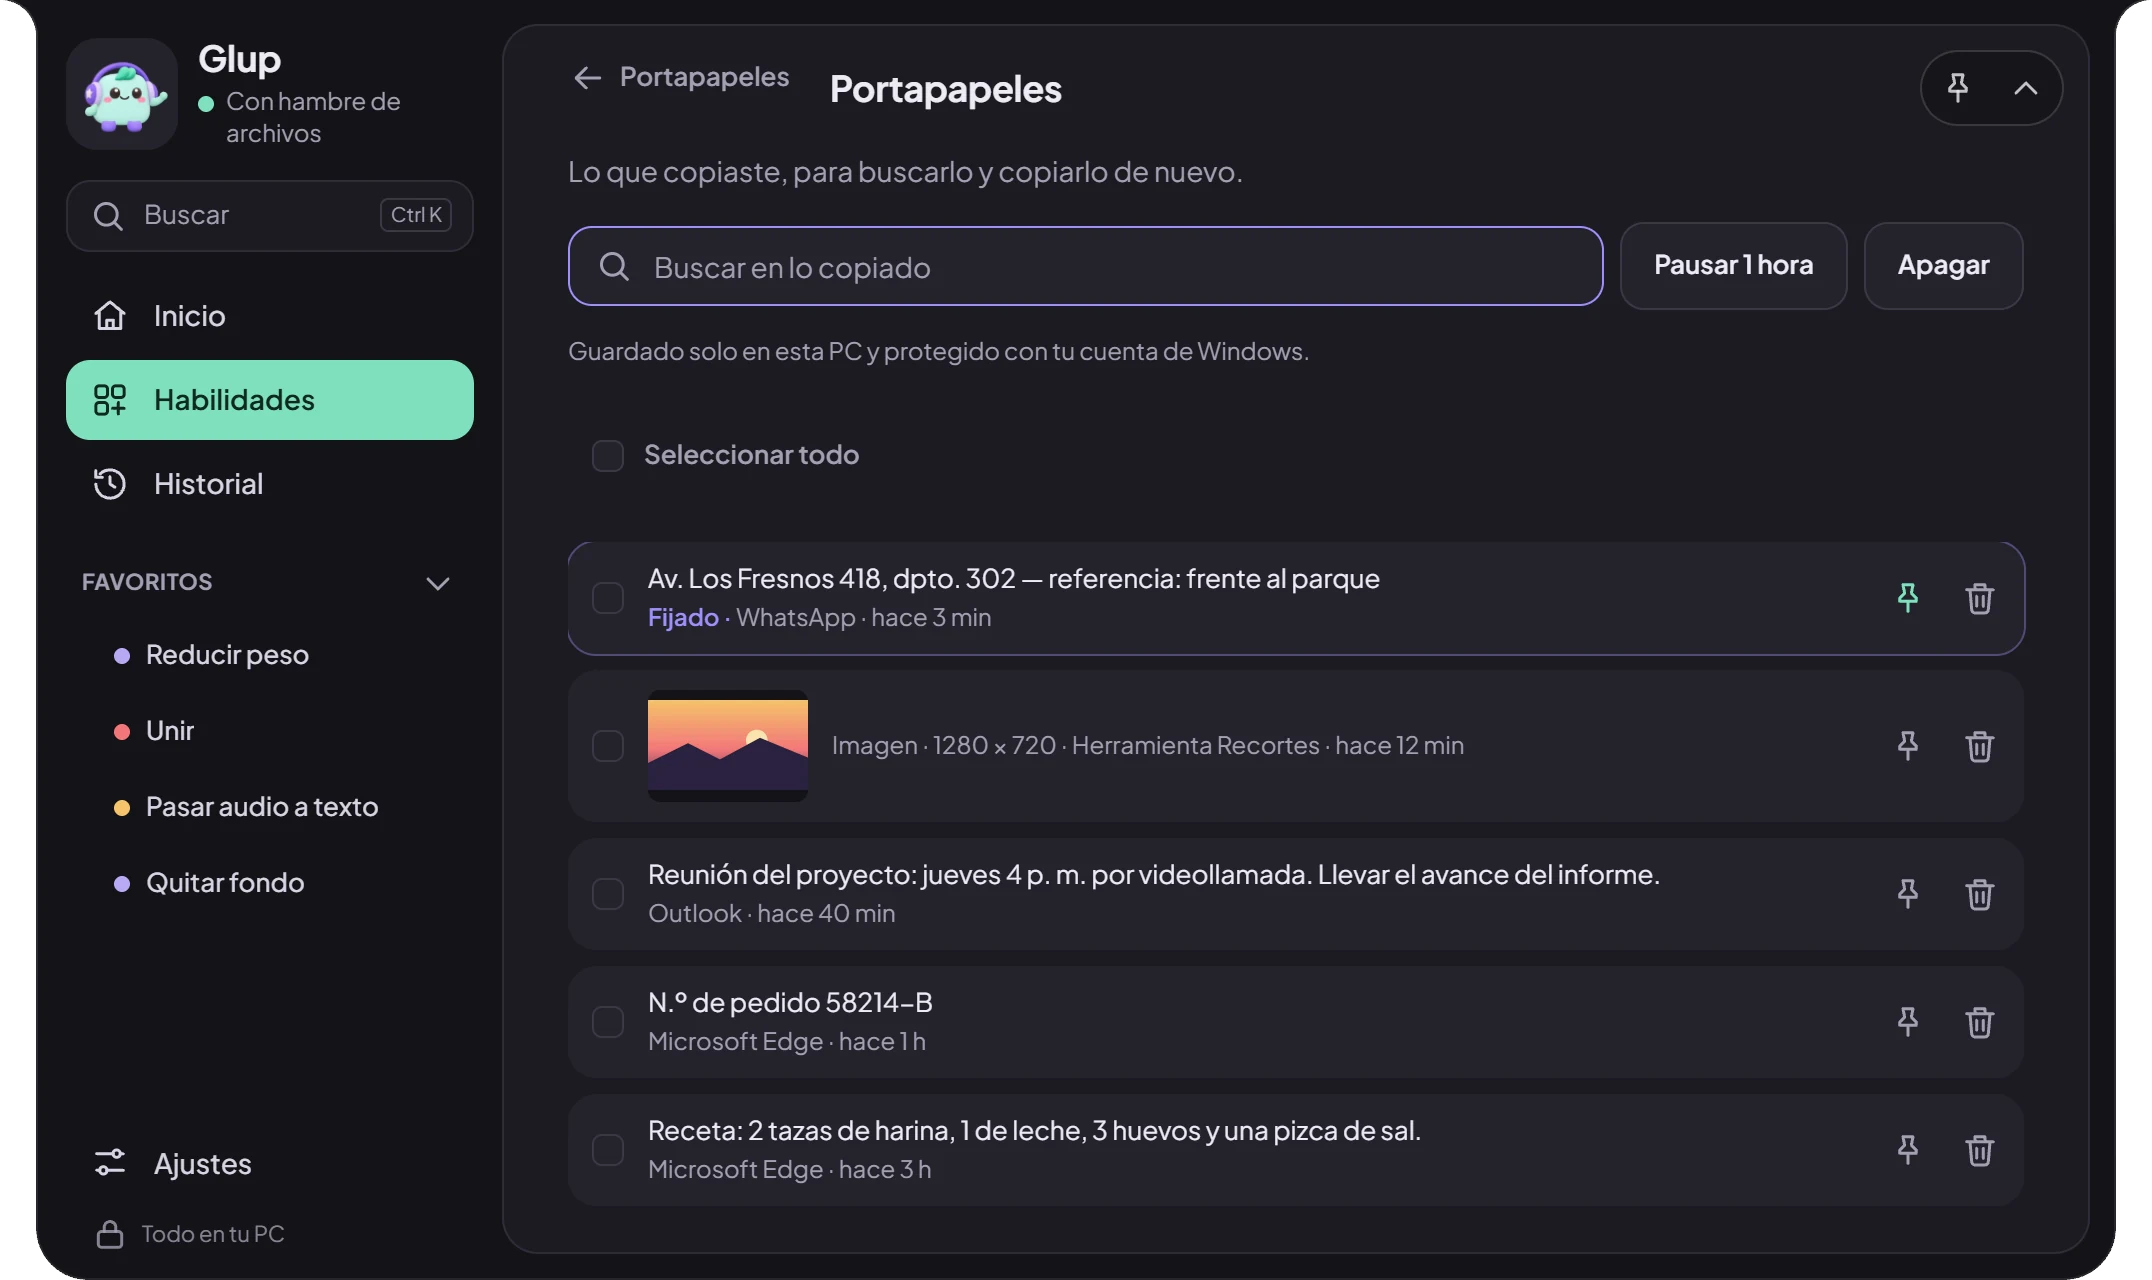 Glup
Con hambre de
archivos
Buscar
Ctrl K
Inicio
Habilidades
Historial
FAVORITOS
Reducir peso
Unir
Pasar audio a texto
Quitar fondo
Ajustes
Todo en tu PC
Portapapeles
Portapapeles
Lo que copiaste, para buscarlo y copiarlo de nuevo.
Buscar en lo copiado
Pausar 1 hora
Apagar
Guardado solo en esta PC y protegido con tu cuenta de Windows.
Seleccionar todo
Av. Los Fresnos 418, dpto. 302 — referencia: frente al parque
Fijado · WhatsApp · hace 3 min
Imagen · 1280 × 720 · Herramienta Recortes · hace 12 min
Reunión del proyecto: jueves 4 p. m. por videollamada. Llevar el avance del informe.
Outlook · hace 40 min
N.º de pedido 58214-B
Microsoft Edge · hace 1 h
Receta: 2 tazas de harina, 1 de leche, 3 huevos y una pizca de sal.
Microsoft Edge · hace 3 h